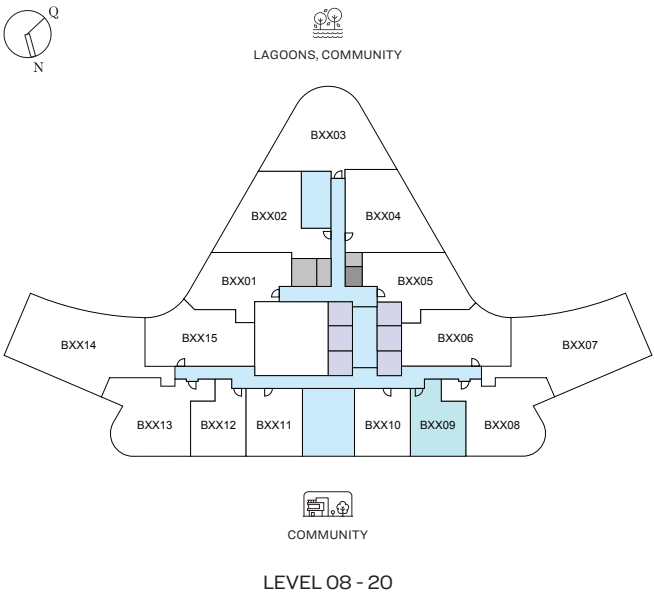 Q
N
LAGOONS, COMMUNITY
BXX03
BXX02
BXX04
BXX01
BXX05
BXX14
BXX15
BXX06
BXX07
BXX13
BXX12
BXX11
BXX10
BXX09
BXX08
COMMUNITY
LEVEL 08 - 20